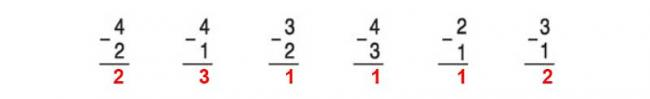 4 4 3 4 2 3
- - - - - -
2 1 2 3 1 1
2 3 1 1 1 2